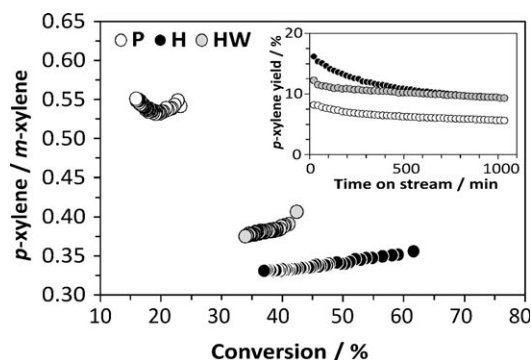 P H HW
p-xylene / m-xylene
0.65
0.60
0.55
0.50
0.45
0.40
0.35
0.30
10 20 30 40 50 60 70 80
Conversion / %
p-xylene yield / %
20
10
0
0 500 1000
Time on stream / min